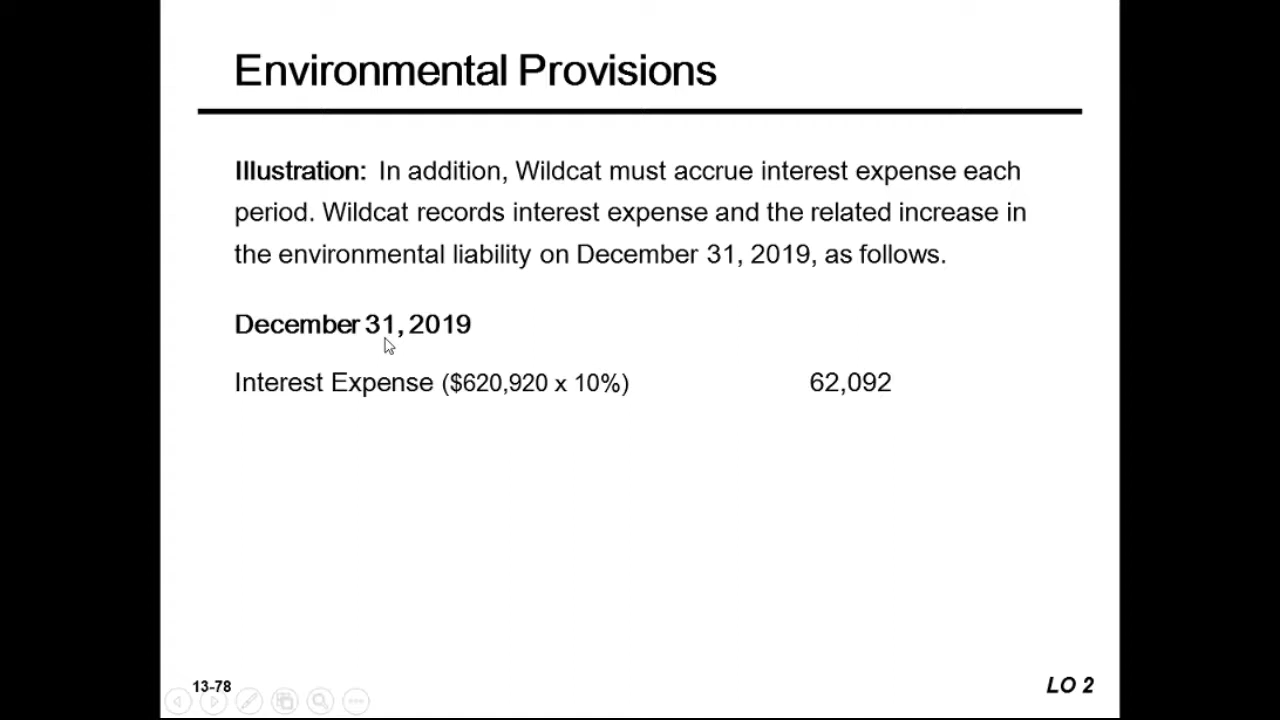 Environmental Provisions
Illustration: In addition, Wildcat must accrue interest expense each
period. Wildcat records interest expense and the related increase in
the environmental liability on December 31, 2019, as follows.
December 31, 2019
Interest Expense ($620,920 x 10%) 62,092
13-78
LO 2